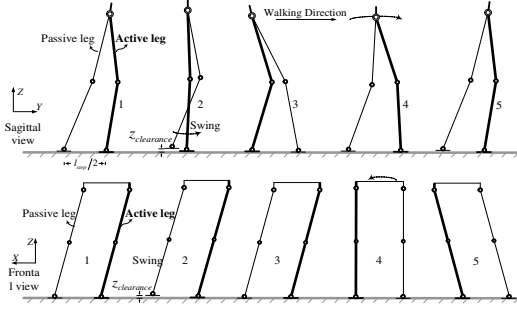 Passive leg
Active leg
Walking Direction
Z
Y
Sagittal
view
1
2
3
4
5
Swing
z_clearance
l_step/2
Passive leg
Active leg
Z
X
Fronta
l view
1
Swing
2
3
4
5
z_clearance